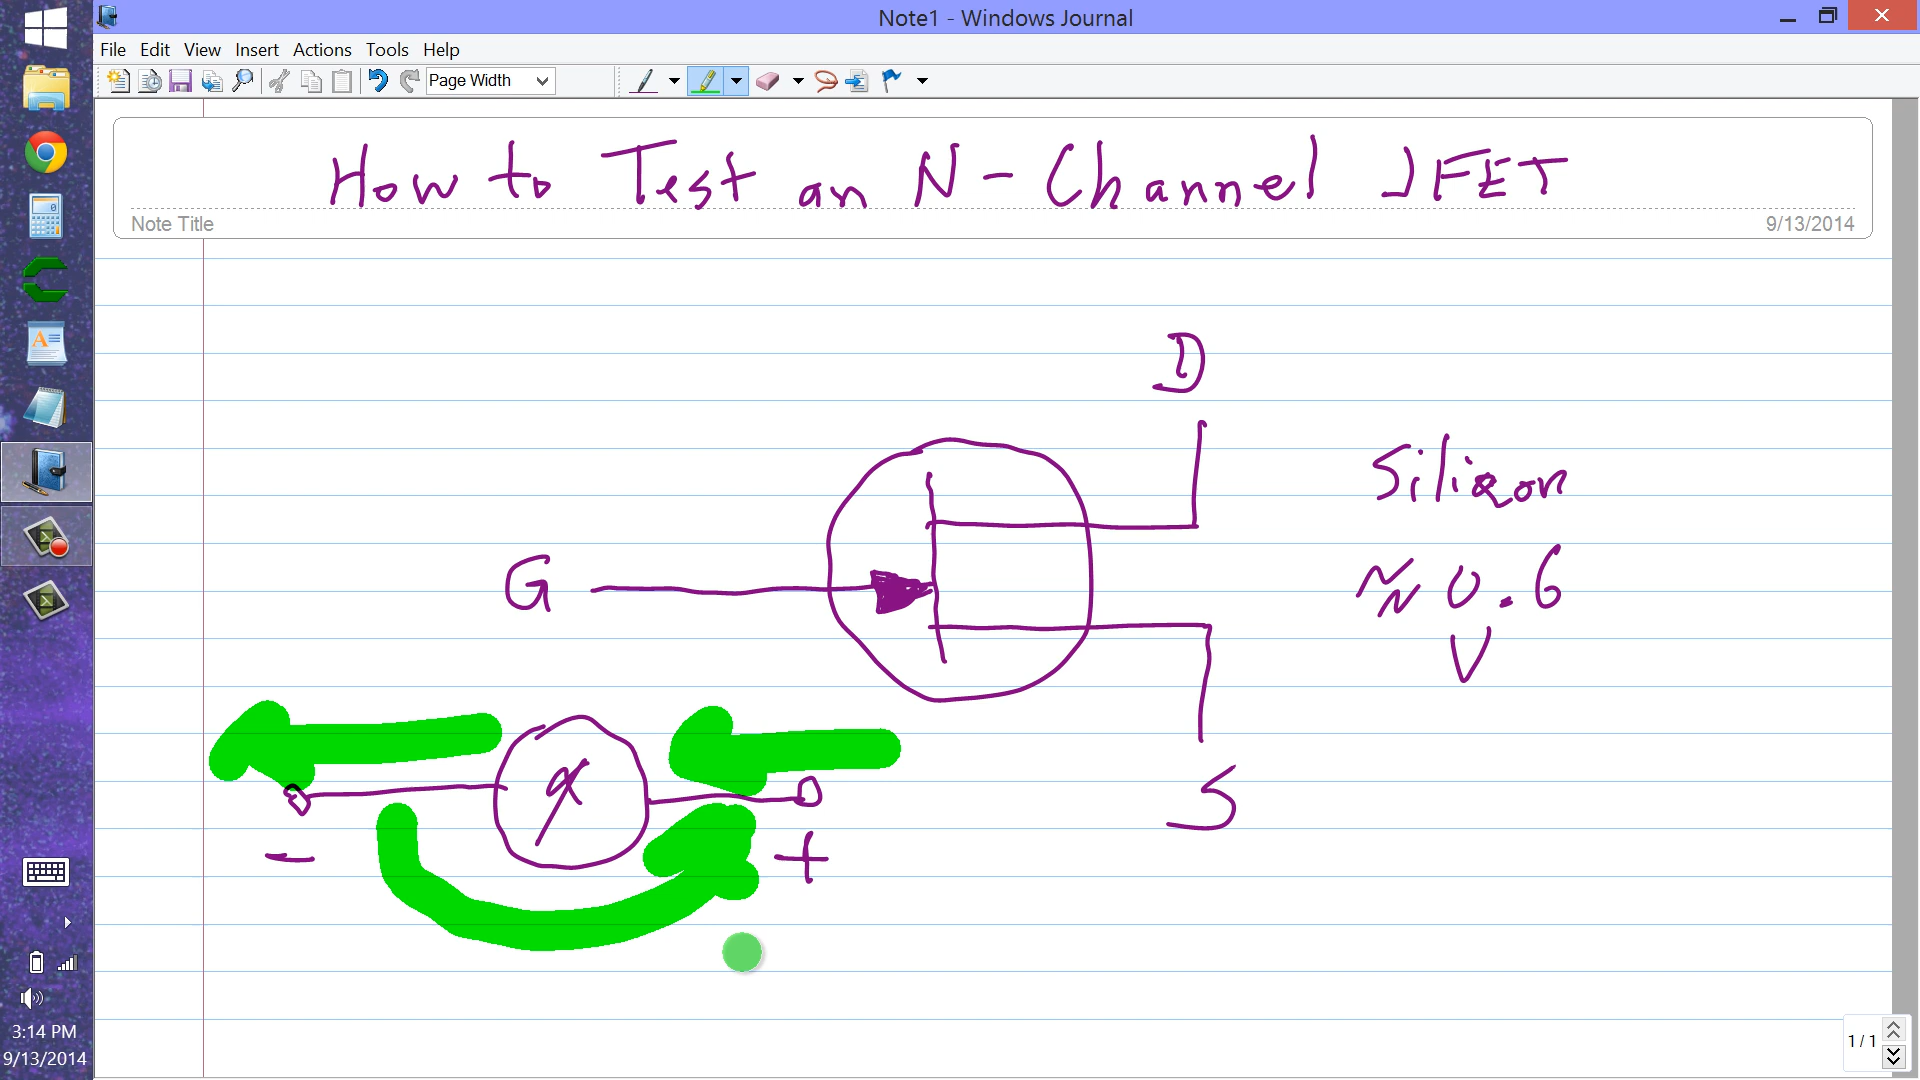 Note1 - Windows Journal
File Edit View Insert Actions Tools Help
Page Width
How to Test an N-Channel JFET
Note Title
9/13/2014
D
Silicon
G
≈ 0.6
V
S
- +
1 / 1
3:14 PM
9/13/2014